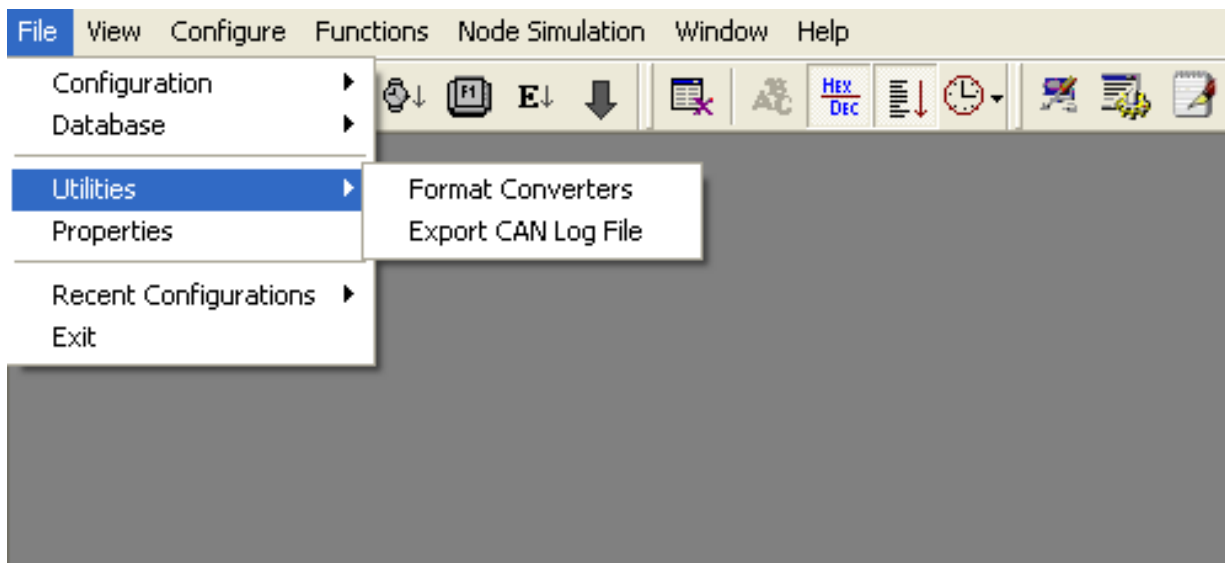 File View Configure Functions Node Simulation Window Help
Configuration
Database
F1 E HEX DEC
Utilities
Format Converters
Properties
Export CAN Log File
Recent Configurations
Exit